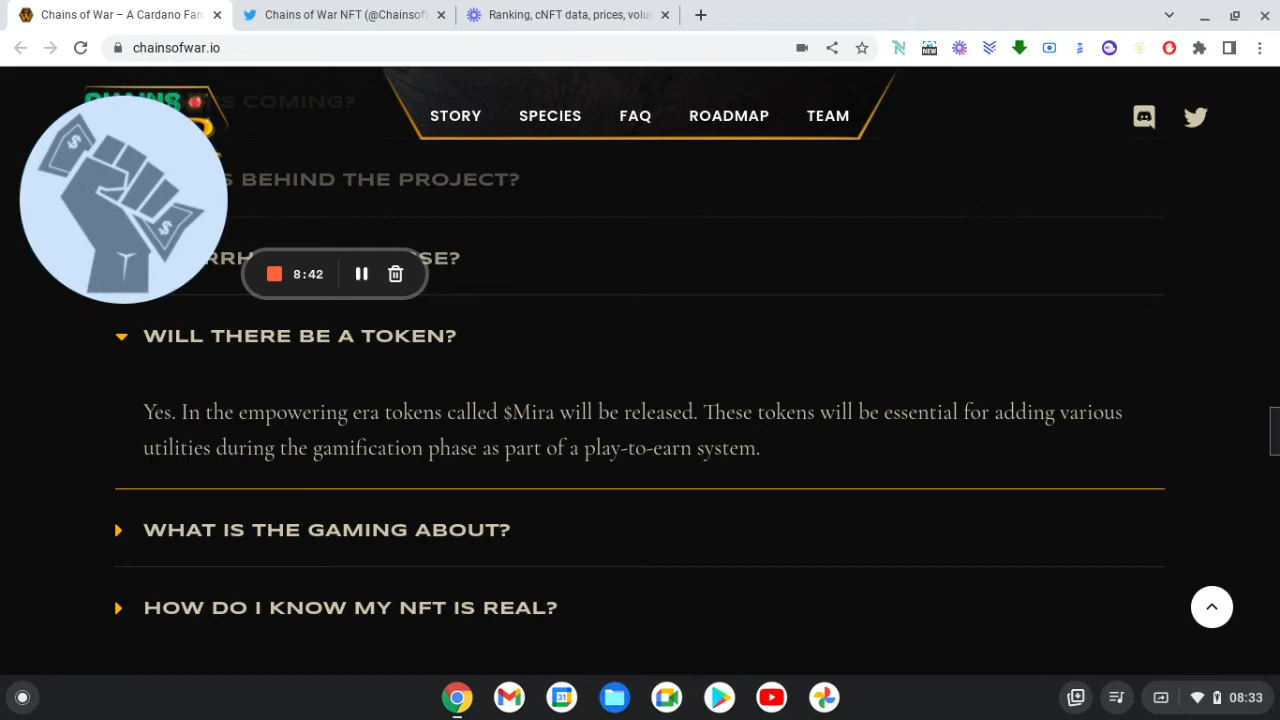 Chains of War – A Cardano Fan
Chains of War NFT (@Chainsof
Ranking, cNFT data, prices, volu
chainsofwar.io
NEW
CHAINS
'S COMING?
STORY
SPECIES
FAQ
ROADMAP
TEAM
S BEHIND THE PROJECT?
SE?
8:42
WILL THERE BE A TOKEN?
Yes. In the empowering era tokens called $Mira will be released. These tokens will be essential for adding various
utilities during the gamification phase as part of a play-to-earn system.
WHAT IS THE GAMING ABOUT?
HOW DO I KNOW MY NFT IS REAL?
31
08:33